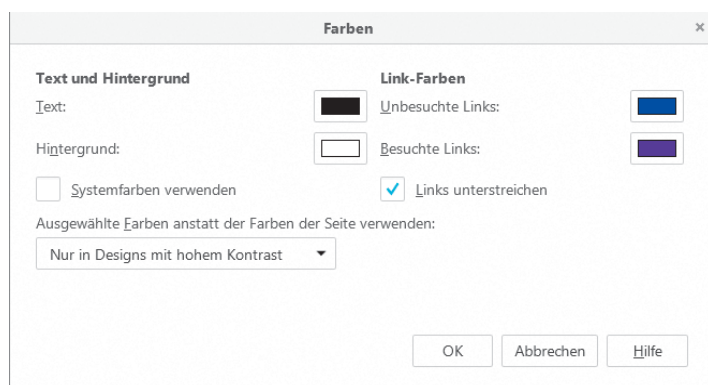 Farben
Text und Hintergrund
Link-Farben
Text:
Unbesuchte Links:
Hintergrund:
Besuchte Links:
Systemfarben verwenden
Links unterstreichen
Ausgewählte Farben anstatt der Farben der Seite verwenden:
Nur in Designs mit hohem Kontrast
OK
Abbrechen
Hilfe